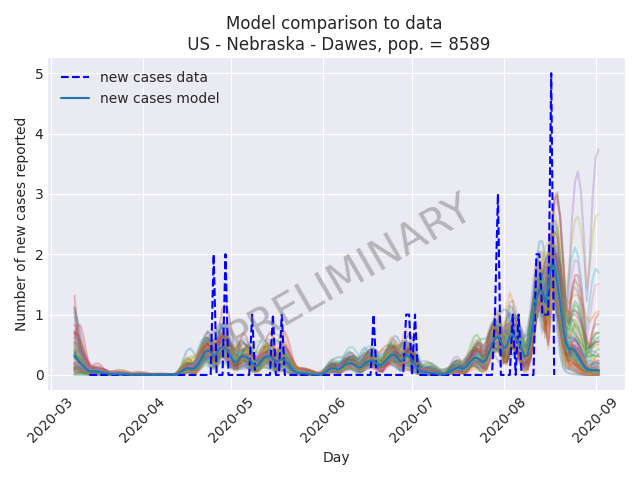 Model comparison to data
US - Nebraska - Dawes, pop. = 8589
new cases data
new cases model
PRELIMINARY
Number of new cases reported
5
4
3
2
1
0
2020-03
2020-04
2020-05
2020-06
2020-07
2020-08
2020-09
Day